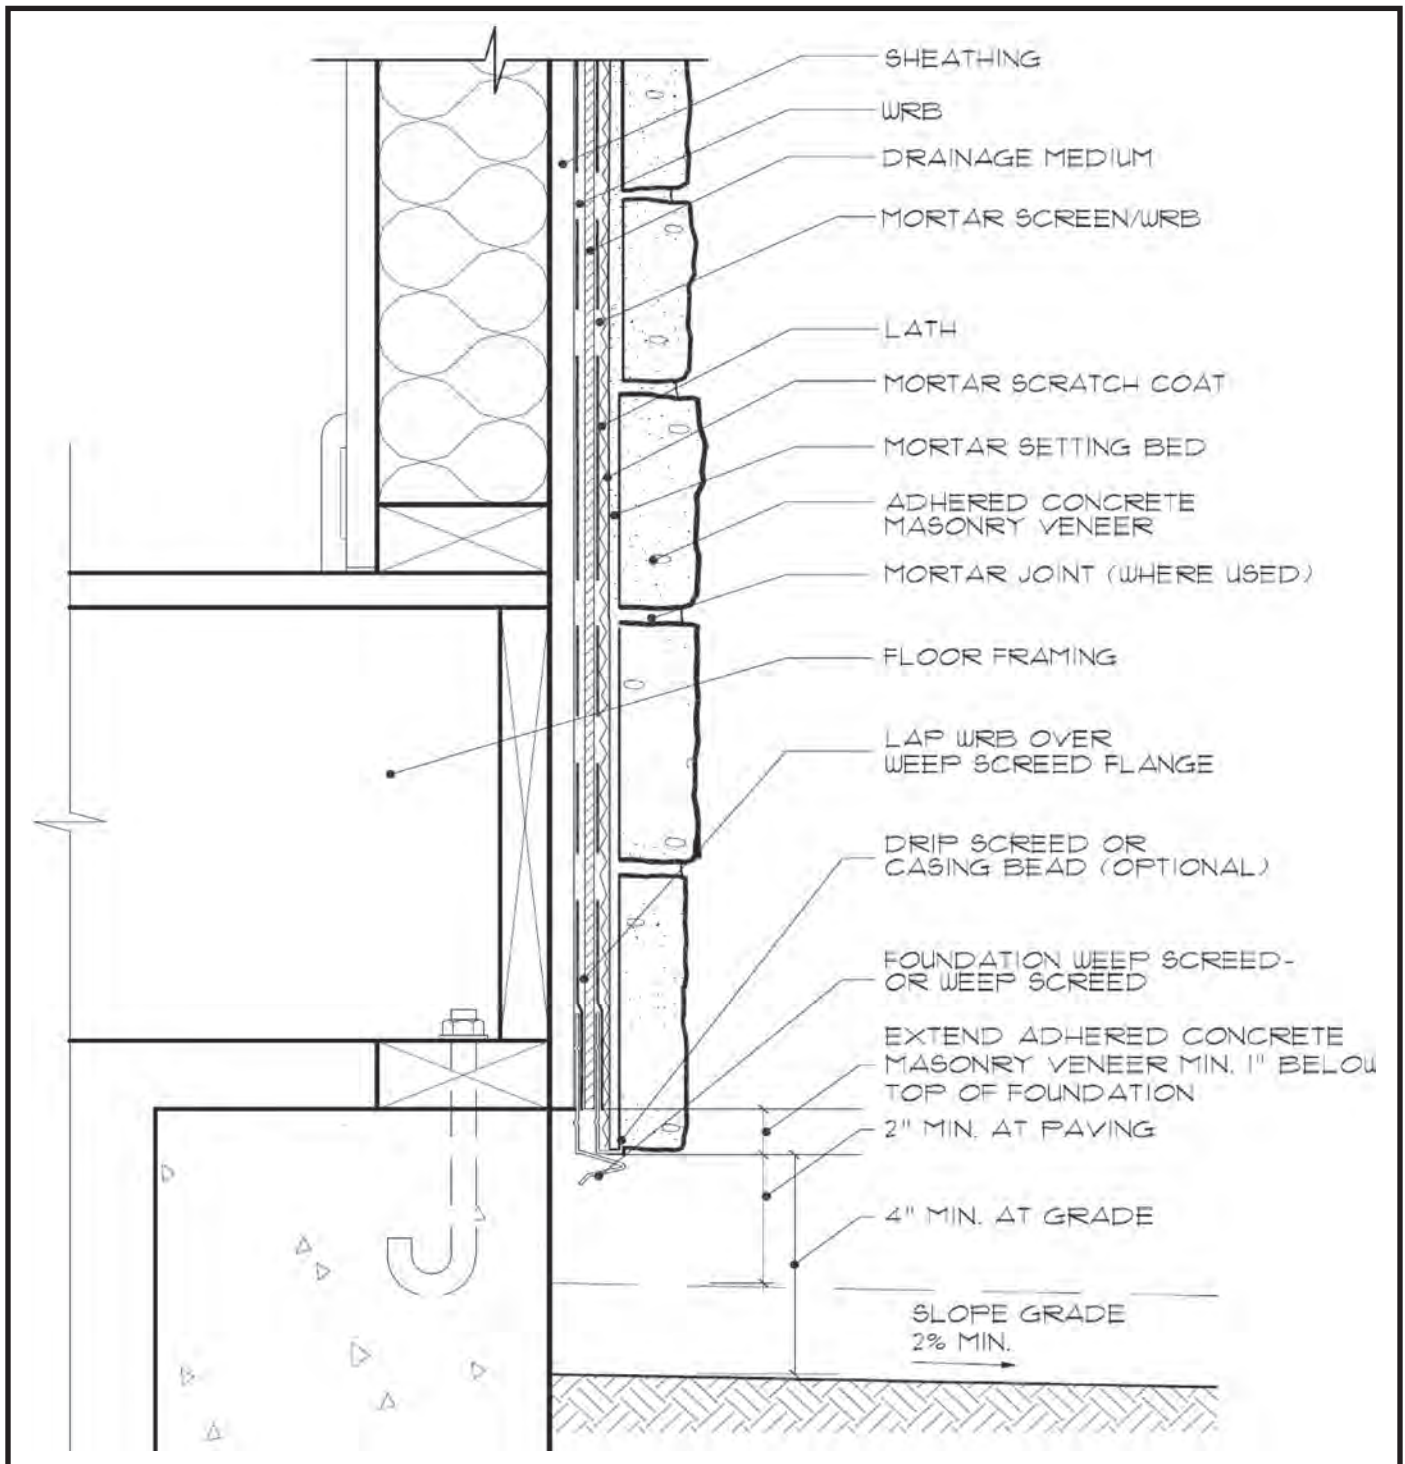 SHEATHING
WRB
DRAINAGE MEDIUM
MORTAR SCREEN/WRB
LATH
MORTAR SCRATCH COAT
MORTAR SETTING BED
ADHERED CONCRETE
MASONRY VENEER
MORTAR JOINT (WHERE USED)
FLOOR FRAMING
LAP WRB OVER
WEEP SCREED FLANGE
DRIP SCREED OR
CASING BEAD (OPTIONAL)
FOUNDATION WEEP SCREED-
OR WEEP SCREED
EXTEND ADHERED CONCRETE
MASONRY VENEER MIN. 1" BELOW
TOP OF FOUNDATION
2" MIN. AT PAVING
4" MIN. AT GRADE
SLOPE GRADE
2% MIN.